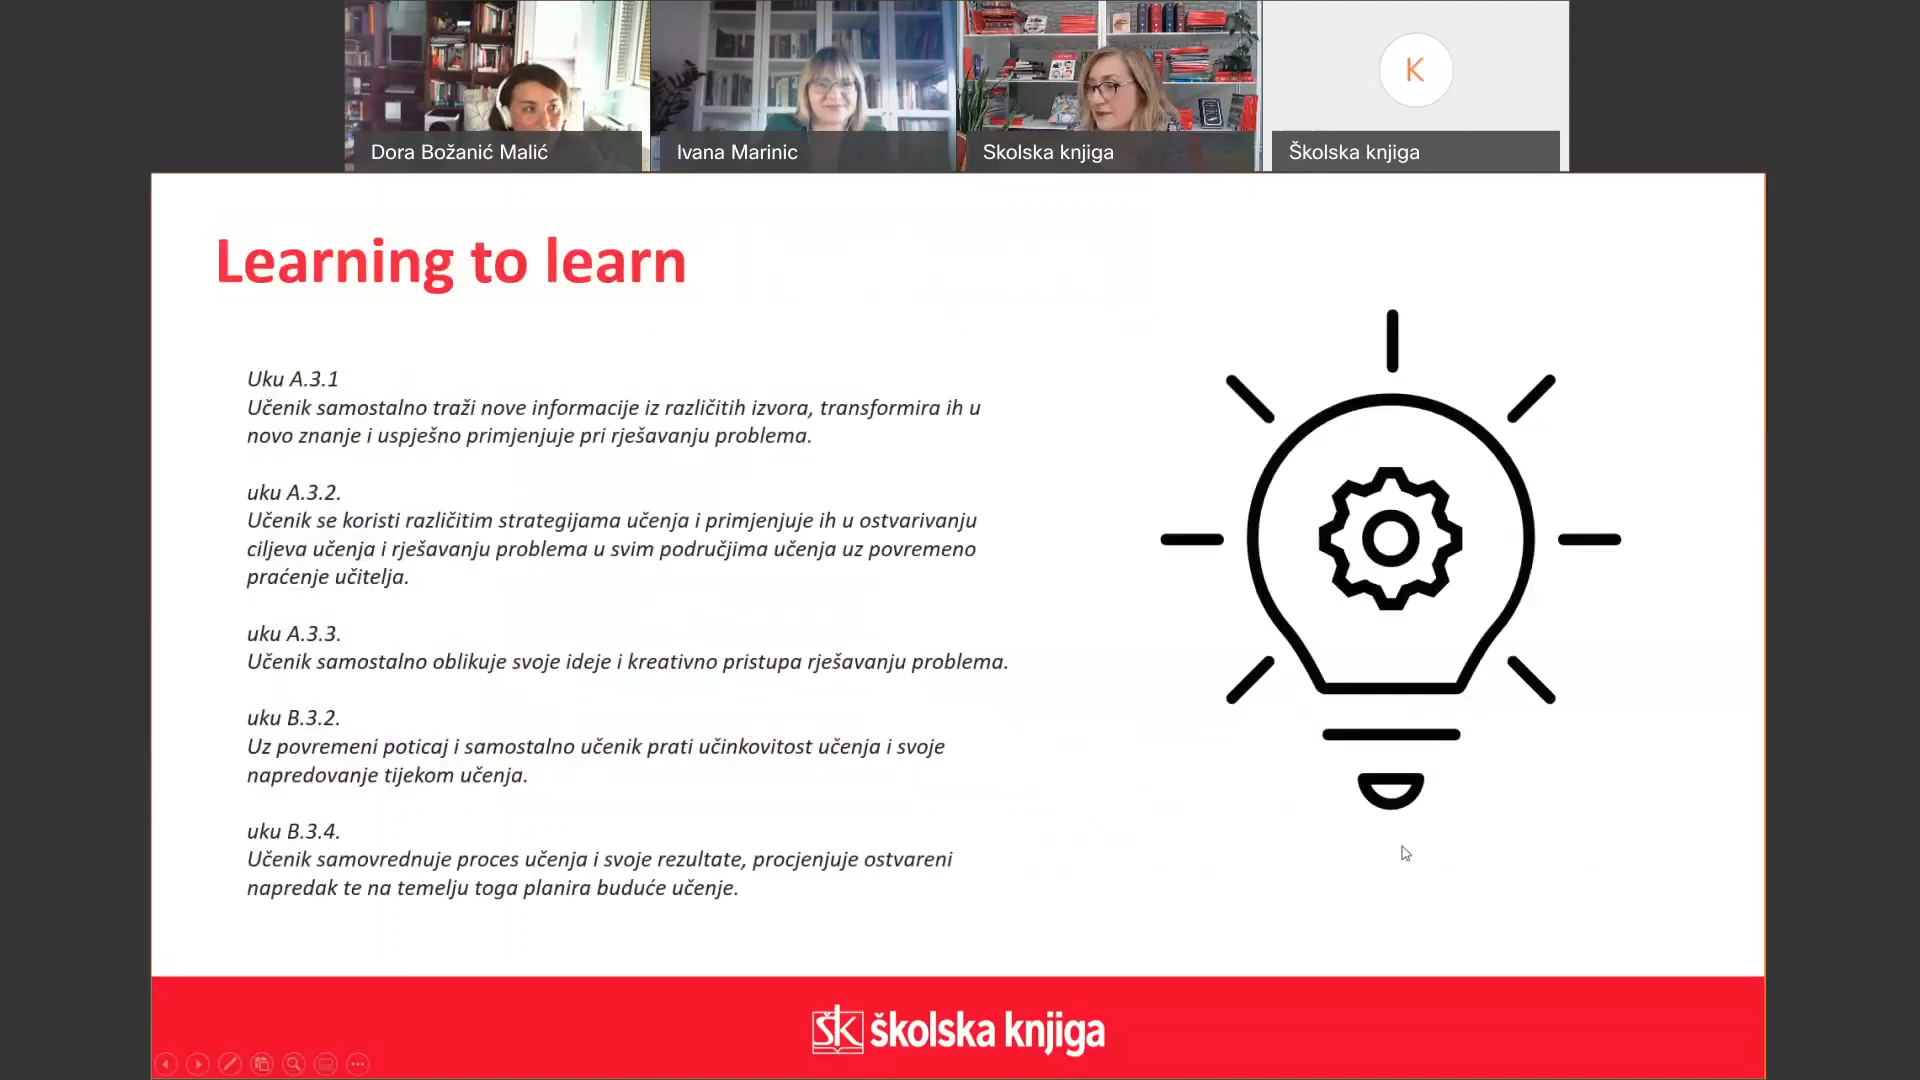 Dora Božanić Malić
Ivana Marinic
Skolska knjiga
K
Školska knjiga
Learning to learn
Uku A.3.1
Učenik samostalno traži nove informacije iz različitih izvora, transformira ih u
novo znanje i uspješno primjenjuje pri rješavanju problema.
uku A.3.2.
Učenik se koristi različitim strategijama učenja i primjenjuje ih u ostvarivanju
ciljeva učenja i rješavanju problema u svim područjima učenja uz povremeno
praćenje učitelja.
uku A.3.3.
Učenik samostalno oblikuje svoje ideje i kreativno pristupa rješavanju problema.
uku B.3.2.
Uz povremeni poticaj i samostalno učenik prati učinkovitost učenja i svoje
napredovanje tijekom učenja.
uku B.3.4.
Učenik samovrednuje proces učenja i svoje rezultate, procjenjuje ostvareni
napredak te na temelju toga planira buduće učenje.
ŠK školska knjiga